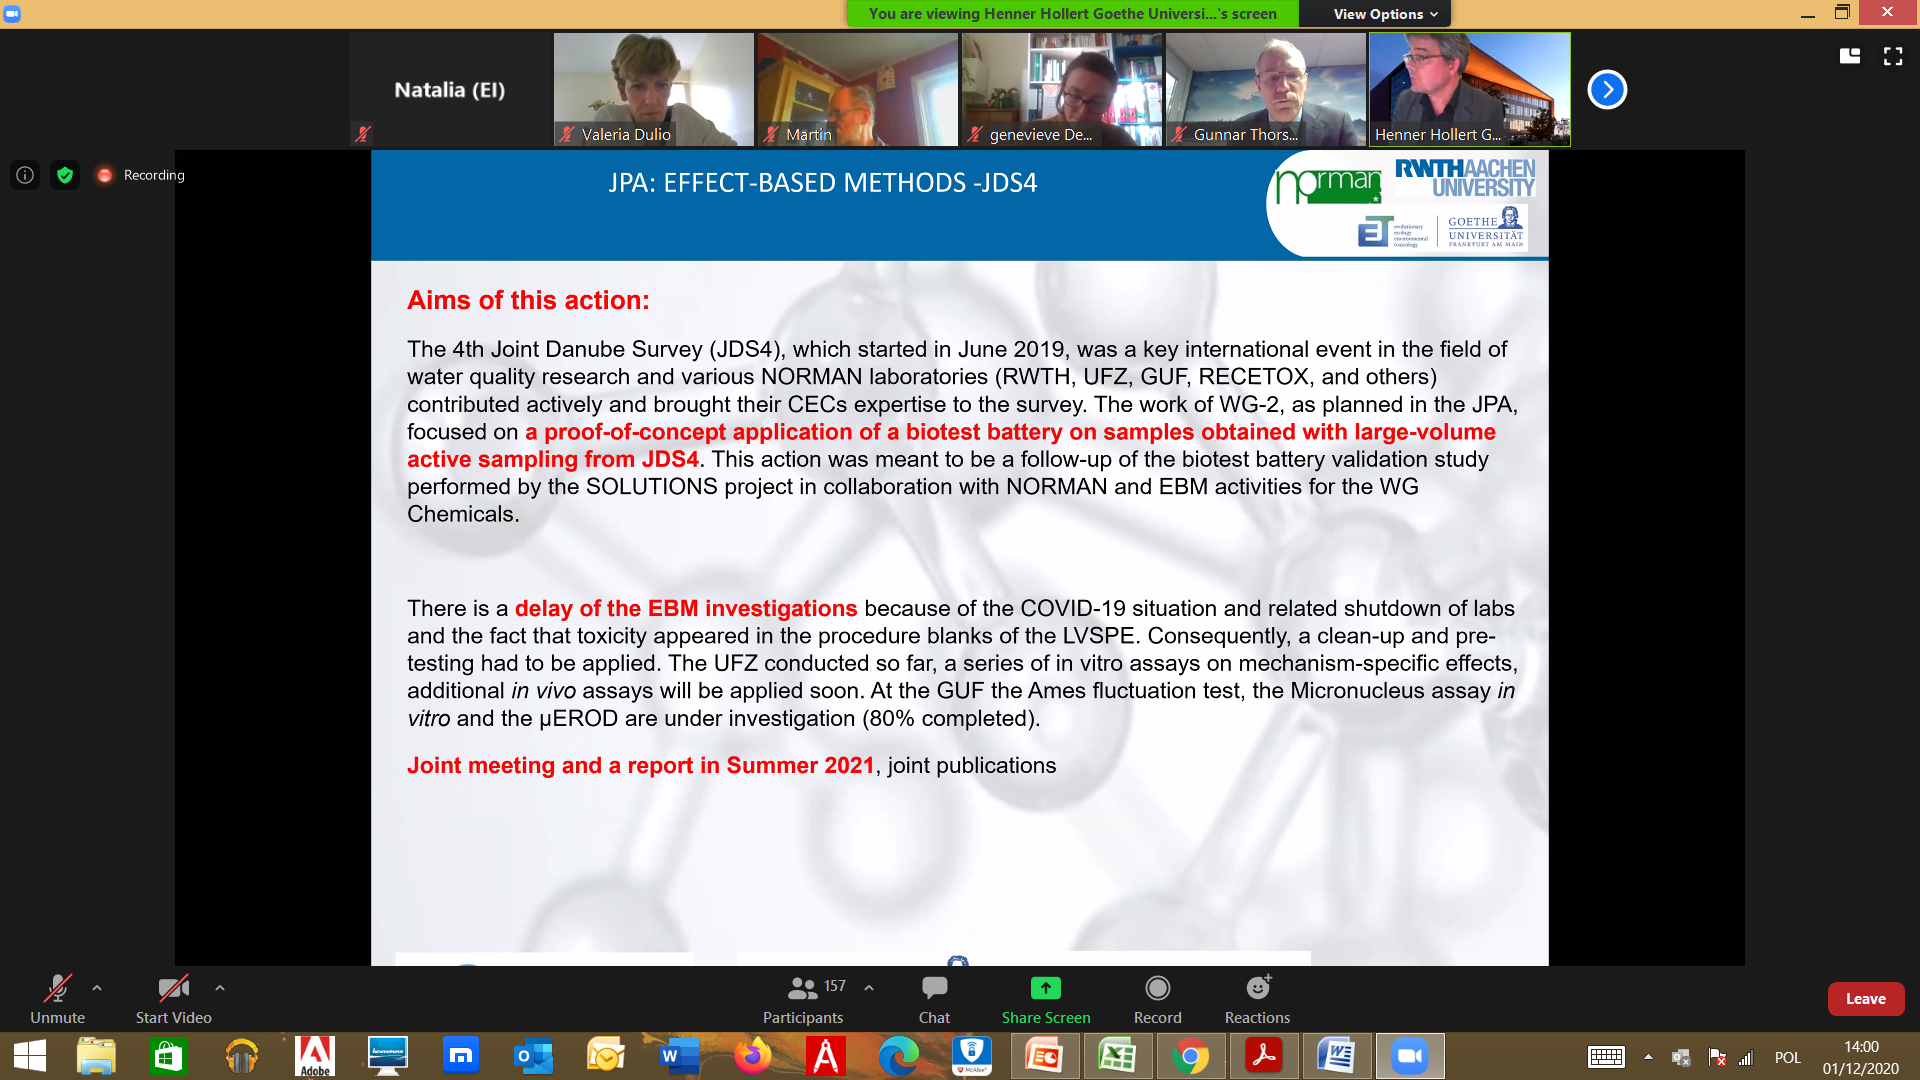 You are viewing Henner Hollert Goethe Universi...'s screen
View Options
Natalia (EI)
Valeria Dulio
Martin
genevieve De...
Gunnar Thors...
Henner Hollert G...
Recording
JPA: EFFECT-BASED METHODS -JDS4
norman
RWTHAACHEN
UNIVERSITY
evolutionary
ecology
environmental
toxicology
GOETHE
UNIVERSITÄT
FRANKFURT AM MAIN
Aims of this action:
The 4th Joint Danube Survey (JDS4), which started in June 2019, was a key international event in the field of
water quality research and various NORMAN laboratories (RWTH, UFZ, GUF, RECETOX, and others)
contributed actively and brought their CECs expertise to the survey. The work of WG-2, as planned in the JPA,
focused on a proof-of-concept application of a biotest battery on samples obtained with large-volume
active sampling from JDS4. This action was meant to be a follow-up of the biotest battery validation study
performed by the SOLUTIONS project in collaboration with NORMAN and EBM activities for the WG
Chemicals.
There is a delay of the EBM investigations because of the COVID-19 situation and related shutdown of labs
and the fact that toxicity appeared in the procedure blanks of the LVSPE. Consequently, a clean-up and pre-
testing had to be applied. The UFZ conducted so far, a series of in vitro assays on mechanism-specific effects,
additional in vivo assays will be applied soon. At the GUF the Ames fluctuation test, the Micronucleus assay in
vitro and the µEROD are under investigation (80% completed).
Joint meeting and a report in Summer 2021, joint publications
Unmute
Start Video
157
Participants
Chat
Share Screen
Record
Reactions
Leave
Adobe
POL
14:00
01/12/2020